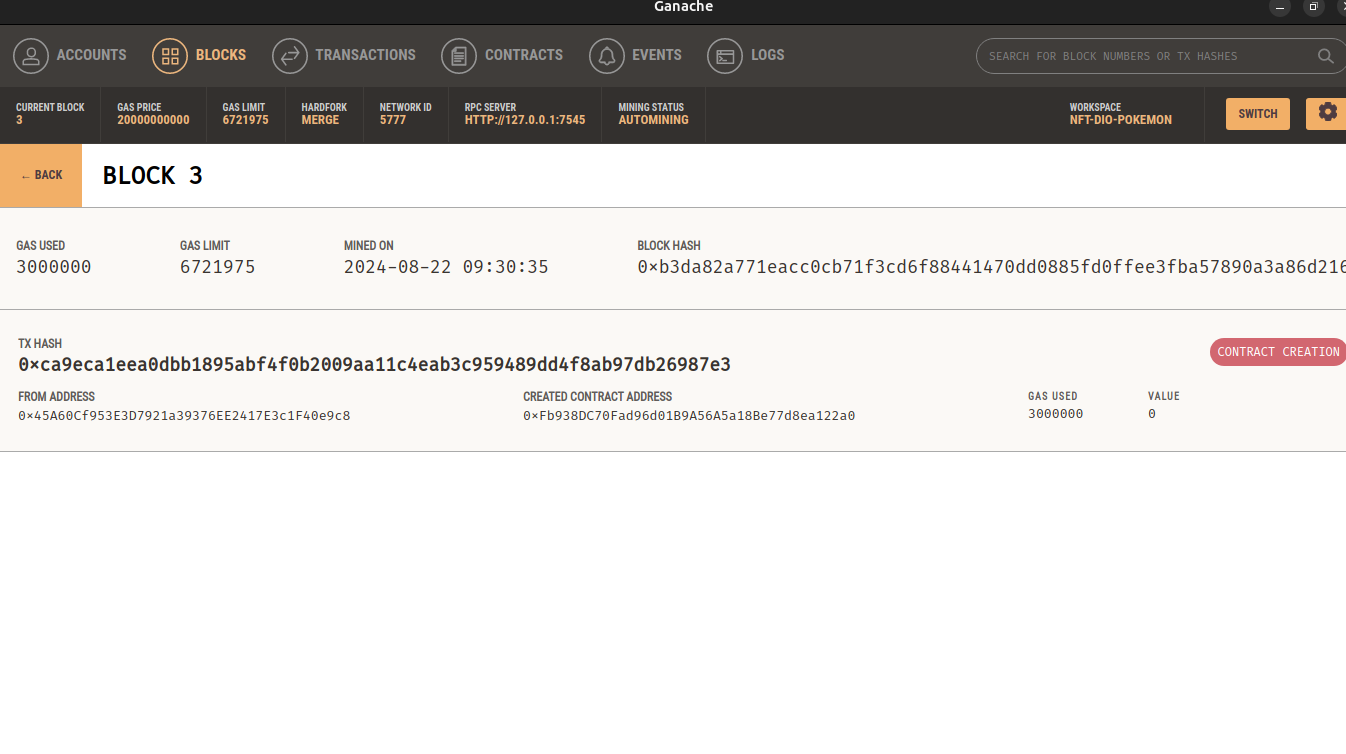 Ganache
ACCOUNTS BLOCKS TRANSACTIONS CONTRACTS EVENTS LOGS SEARCH FOR BLOCK NUMBERS OR TX HASHES
CURRENT BLOCK GAS PRICE GAS LIMIT HARDFORK NETWORK ID RPC SERVER MINING STATUS WORKSPACE
3 20000000000 6721975 MERGE 5777 HTTP://127.0.0.1:7545 AUTOMINING NFT-DIO-POKEMON SWITCH
← BACK BLOCK 3
GAS USED GAS LIMIT MINED ON BLOCK HASH
3000000 6721975 2024-08-22 09:30:35 0×b3da82a771eacc0cb71f3cd6f88441470dd0885fd0ffee3fba57890a3a86d216
TX HASH
0×ca9eca1eea0dbb1895abf4f0b2009aa11c4eab3c959489dd4f8ab97db26987e3 CONTRACT CREATION
FROM ADDRESS CREATED CONTRACT ADDRESS GAS USED VALUE
0×45A60Cf953E3D7921a39376EE2417E3c1F40e9c8 0×Fb938DC70Fad96d01B9A56A5a18Be77d8ea122a0 3000000 0